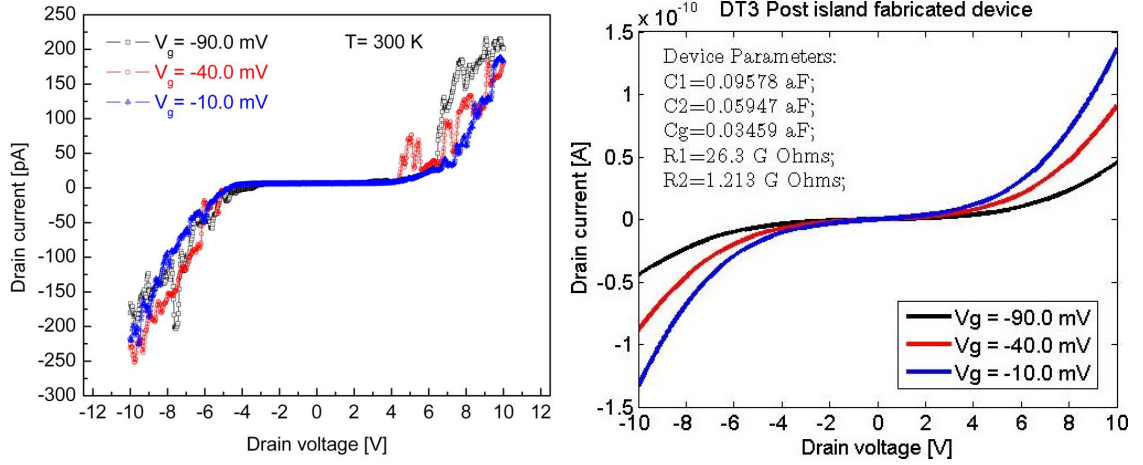 V_g = -90.0 mV
V_g = -40.0 mV
V_g = -10.0 mV
T= 300 K
250
200
150
100
50
0
-50
-100
-150
-200
-250
-300
Drain current [pA]
-12 -10 -8 -6 -4 -2 0 2 4 6 8 10 12
Drain voltage [V]
DT3 Post island fabricated device
x 10^-10
Device Parameters:
C1=0.09578 aF;
C2=0.05947 aF;
Cg=0.03459 aF;
R1=26.3 G Ohms;
R2=1.213 G Ohms;
1.5
1
0.5
0
-0.5
-1
-1.5
Drain current [A]
Vg = -90.0 mV
Vg = -40.0 mV
Vg = -10.0 mV
-10 -8 -6 -4 -2 0 2 4 6 8 10
Drain voltage [V]